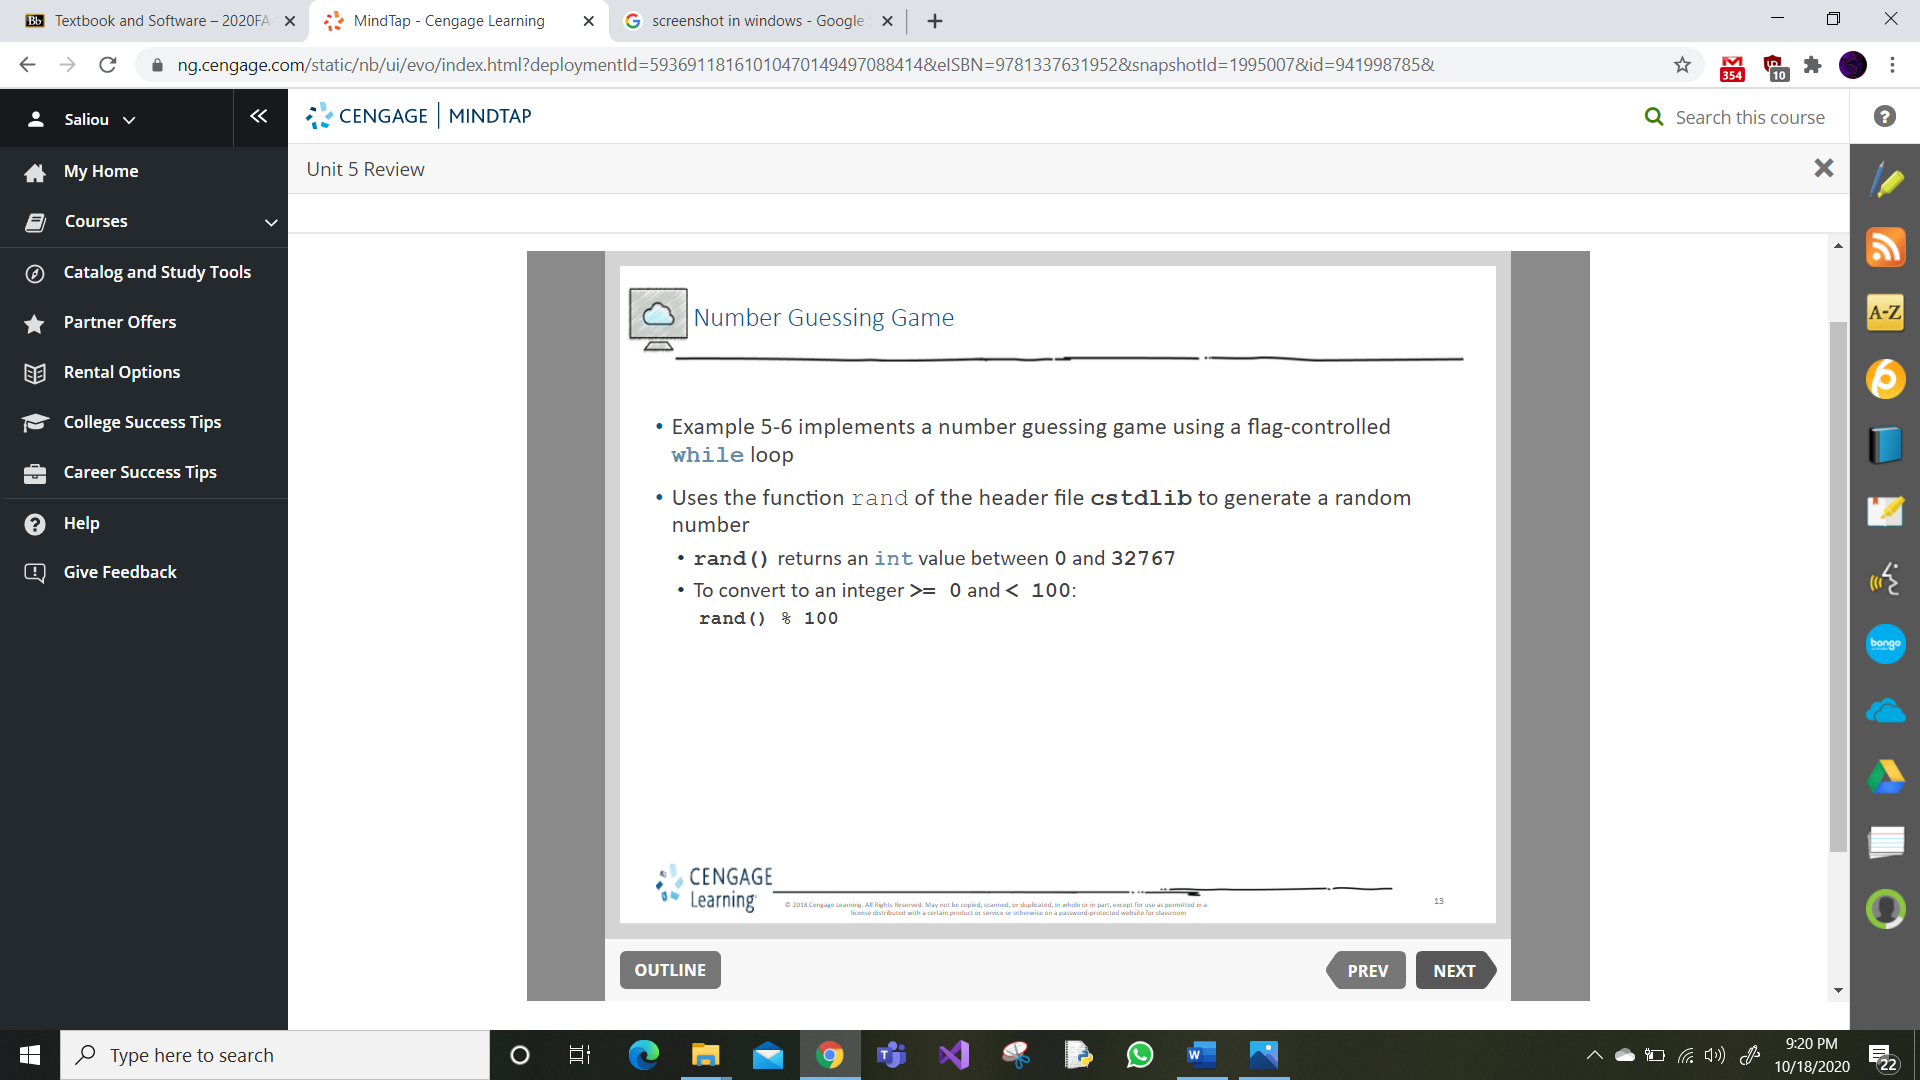 Textbook and Software – 2020FA
MindTap - Cengage Learning
screenshot in windows - Google
ng.cengage.com/static/nb/ui/evo/index.html?deploymentId=59369118161010470149497088414&eISBN=9781337631952&snapshotId=1995007&id=941998785&
354
10
Saliou
CENGAGE | MINDTAP
Search this course
My Home
Unit 5 Review
Courses
Catalog and Study Tools
Partner Offers
Rental Options
College Success Tips
Career Success Tips
Help
Give Feedback
A-Z
bongo
Number Guessing Game
• Example 5-6 implements a number guessing game using a flag-controlled
while loop
• Uses the function rand of the header file cstdlib to generate a random
number
• rand() returns an int value between 0 and 32767
• To convert to an integer >= 0 and < 100:
rand() % 100
CENGAGE
Learning
© 2018 Cengage Learning. All Rights Reserved. May not be copied, scanned, or duplicated, in whole or in part, except for use as permitted in a
license distributed with a certain product or service or otherwise on a password-protected website for classroom
13
OUTLINE
PREV
NEXT
Type here to search
9:20 PM
10/18/2020
22